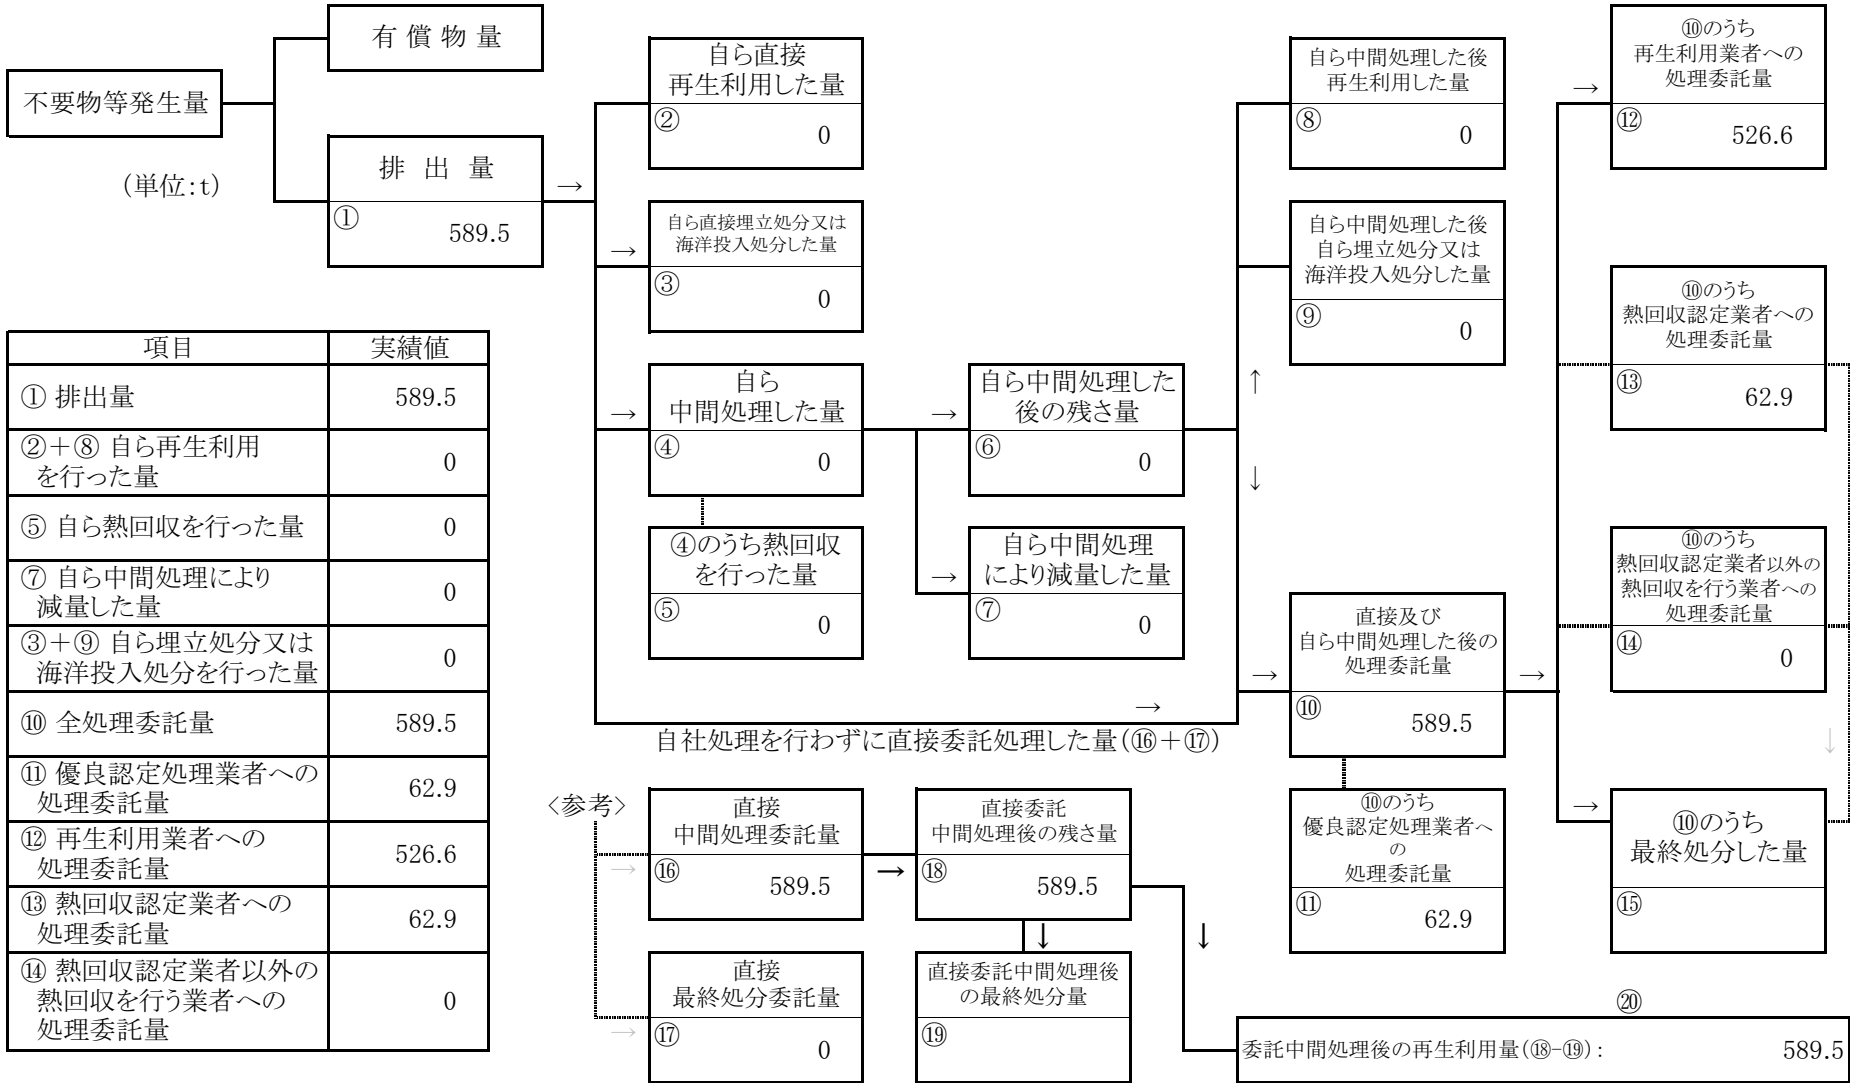 有 償 物 量
不要物等発生量
(単位:t)
排 出 量
→
①
589.5
自ら直接
再生利用した量
②
0
→
自ら直接埋立処分又は
海洋投入処分した量
③
0
→
自ら
中間処理した量
④
0
④のうち熱回収
を行った量
⑤
0
→
自ら中間処理した
後の残さ量
⑥
0
→
自ら中間処理
により減量した量
⑦
0
自ら中間処理した後
再生利用した量
⑧
0
自ら中間処理した後
自ら埋立処分又は
海洋投入処分した量
⑨
0
↑
↓
→
自社処理を行わずに直接委託処理した量(⑯+⑰)
→
直接及び
自ら中間処理した後の
処理委託量
⑩
589.5
→
⑩のうち
優良認定処理業者へ
の
処理委託量
⑪
62.9
→
⑩のうち
再生利用業者への
処理委託量
⑫
526.6
⑩のうち
熱回収認定業者への
処理委託量
⑬
62.9
⑩のうち
熱回収認定業者以外の
熱回収を行う業者への
処理委託量
⑭
0
↓
→
⑩のうち
最終処分した量
⑮
項目 実績値
① 排出量 589.5
②+⑧ 自ら再生利用
を行った量 0
⑤ 自ら熱回収を行った量 0
⑦ 自ら中間処理により
減量した量 0
③+⑨ 自ら埋立処分又は
海洋投入処分を行った量 0
⑩ 全処理委託量 589.5
⑪ 優良認定処理業者への
処理委託量 62.9
⑫ 再生利用業者への
処理委託量 526.6
⑬ 熱回収認定業者への
処理委託量 62.9
⑭ 熱回収認定業者以外の
熱回収を行う業者への
処理委託量 0
〈参考〉
→
直接
中間処理委託量
⑯
589.5
→
直接委託
中間処理後の残さ量
⑱
589.5
↓
↓
→
直接
最終処分委託量
⑰
0
直接委託中間処理後
の最終処分量
⑲
⑳
委託中間処理後の再生利用量(⑱-⑲): 589.5